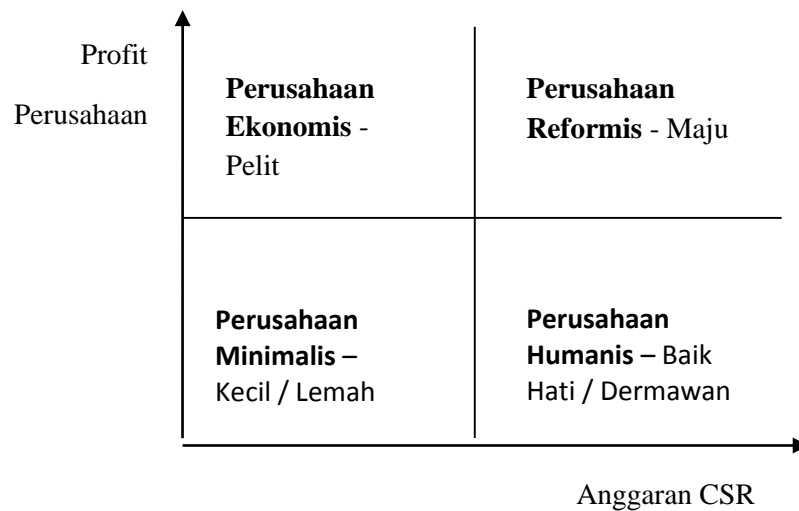 Profit
Perusahaan
Perusahaan
Ekonomis -
Pelit
Perusahaan
Reformis - Maju
Perusahaan
Minimalis –
Kecil / Lemah
Perusahaan
Humanis – Baik
Hati / Dermawan
Anggaran CSR